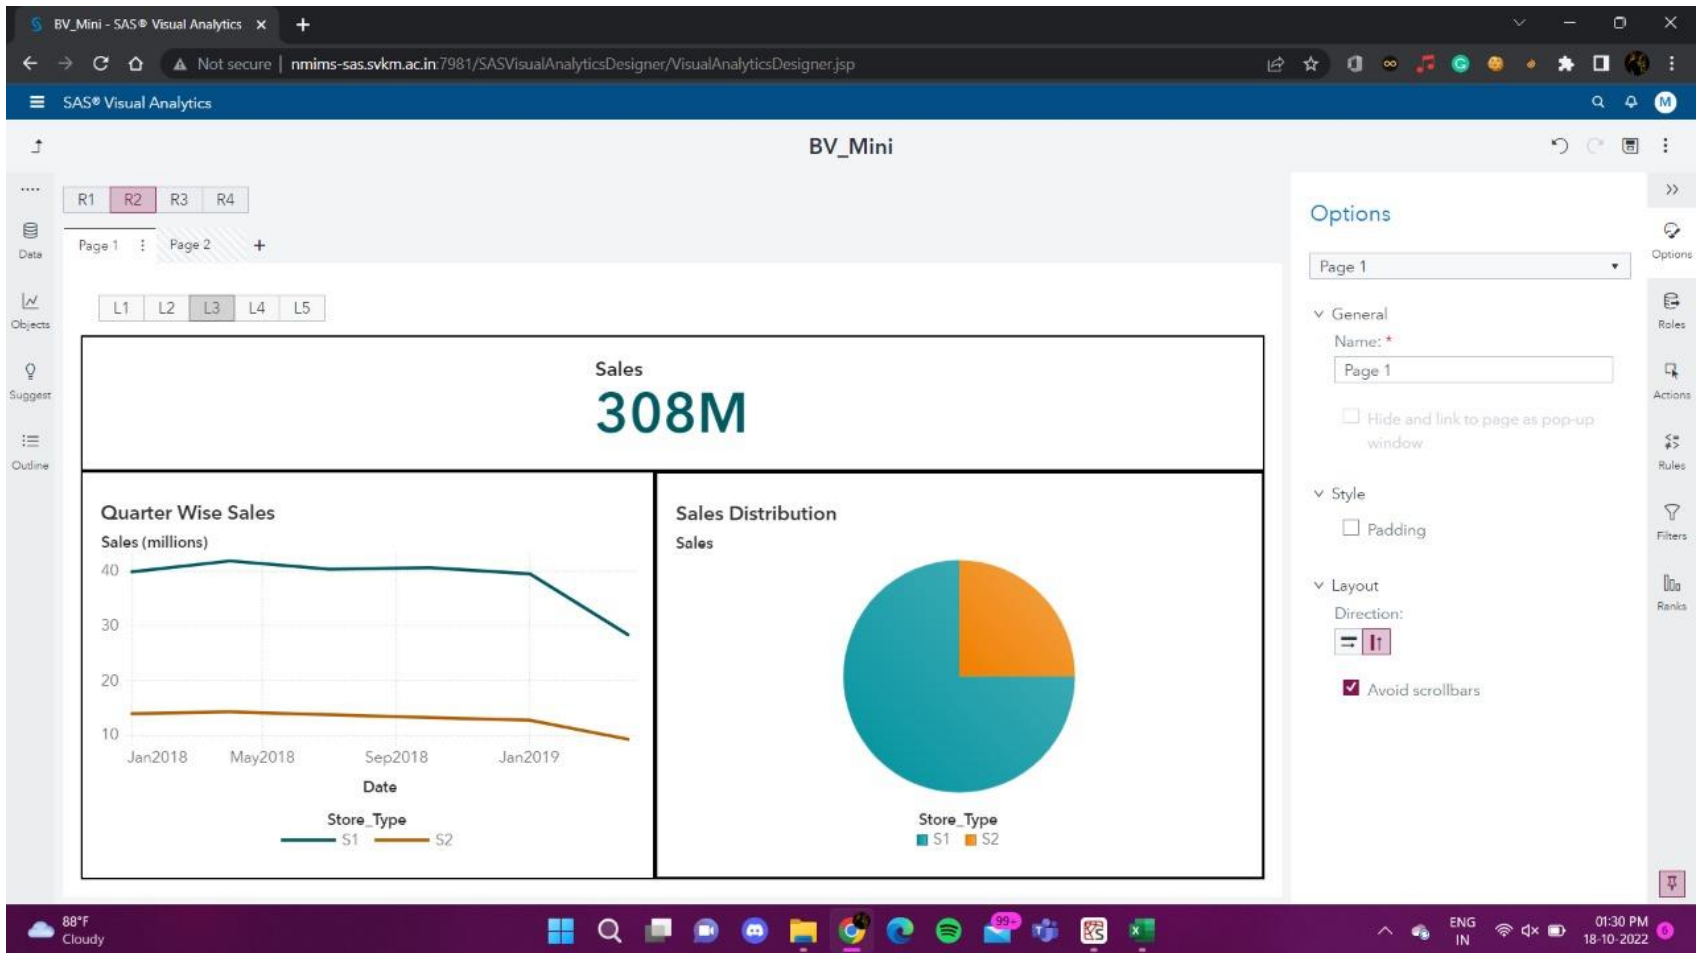 BV_Mini - SAS® Visual Analytics
Not secure | nmims-sas.svkm.ac.in:7981/SASVisualAnalyticsDesigner/VisualAnalyticsDesigner.jsp
SAS® Visual Analytics
M
BV_Mini
R1 R2 R3 R4
Page 1 Page 2 +
L1 L2 L3 L4 L5
Data
Objects
Suggest
Outline
Sales
308M
Quarter Wise Sales
Sales (millions)
40
30
20
10
Jan2018 May2018 Sep2018 Jan2019
Date
Store_Type
S1 S2
Sales Distribution
Sales
Store_Type
S1 S2
Options
Page 1
General
Name: *
Page 1
Hide and link to page as pop-up
window
Style
Padding
Layout
Direction:
Avoid scrollbars
Options
Roles
Actions
Rules
Filters
Ranks
88°F
Cloudy
99+
ENG
IN
01:30 PM
18-10-2022
6